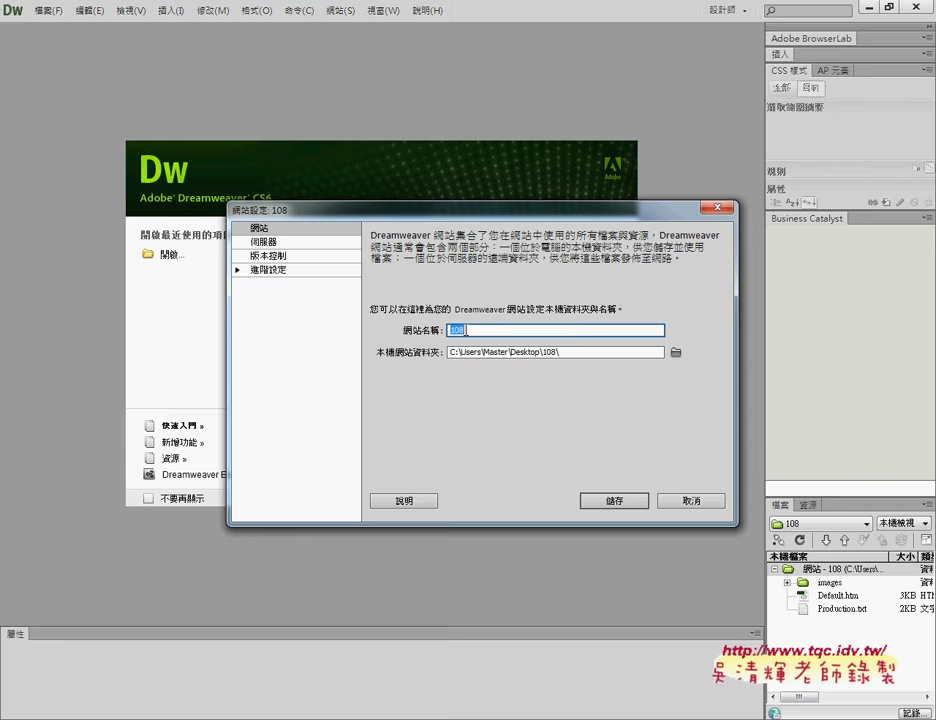 Dw 檔案(F) 編輯(E) 檢視(V) 插入(I) 修改(M) 格式(O) 命令(C) 網站(S) 視窗(W) 說明(H) 設計師
Adobe BrowserLab
插入
CSS 樣式 AP 元素
全部 目前
選取範圍摘要
規則
屬性
Business Catalyst
Dw
Adobe Dreamweaver CS6
Adobe
開啟最近使用的項
開啟...
快速入門 »
新增功能 »
資源 »
Dreamweaver E
不要再顯示
網站設定: 108
網站
伺服器
版本控制
進階設定
Dreamweaver 網站集合了您在網站中使用的所有檔案與資源，Dreamweaver
網站通常會包含兩個部分：一個位於電腦的本機資料夾，供您儲存並使用
檔案；一個位於伺服器的遠端資料夾，供您將這些檔案發佈至網路。
您可以在這裡為您的 Dreamweaver 網站設定本機資料夾與名稱。
網站名稱: 108
本機網站資料夾: C:\Users\Master\Desktop\108\
說明 儲存 取消
檔案 資源
108 本機檢視
本機檔案 大小 類
網站 - 108 (C:\Users\... 資
images 資
Default.htm 3KB HT
Production.txt 2KB 文
屬性
http://www.tqc.idv.tw/
吳清輝老師錄製
記錄...